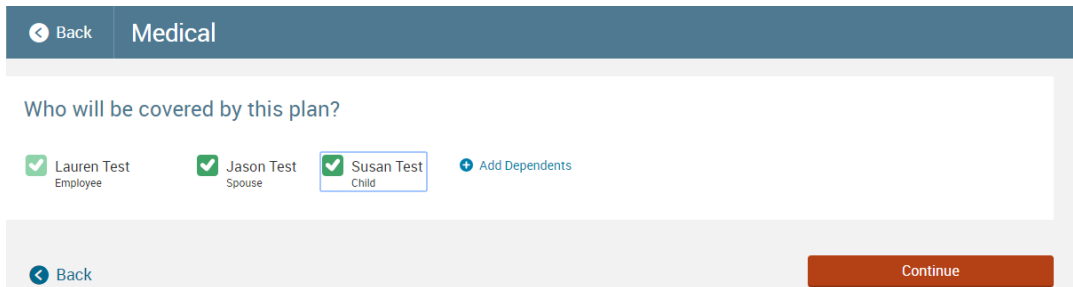 Back Medical
Who will be covered by this plan?
Lauren Test Jason Test Susan Test Add Dependents
Employee Spouse Child
Back Continue